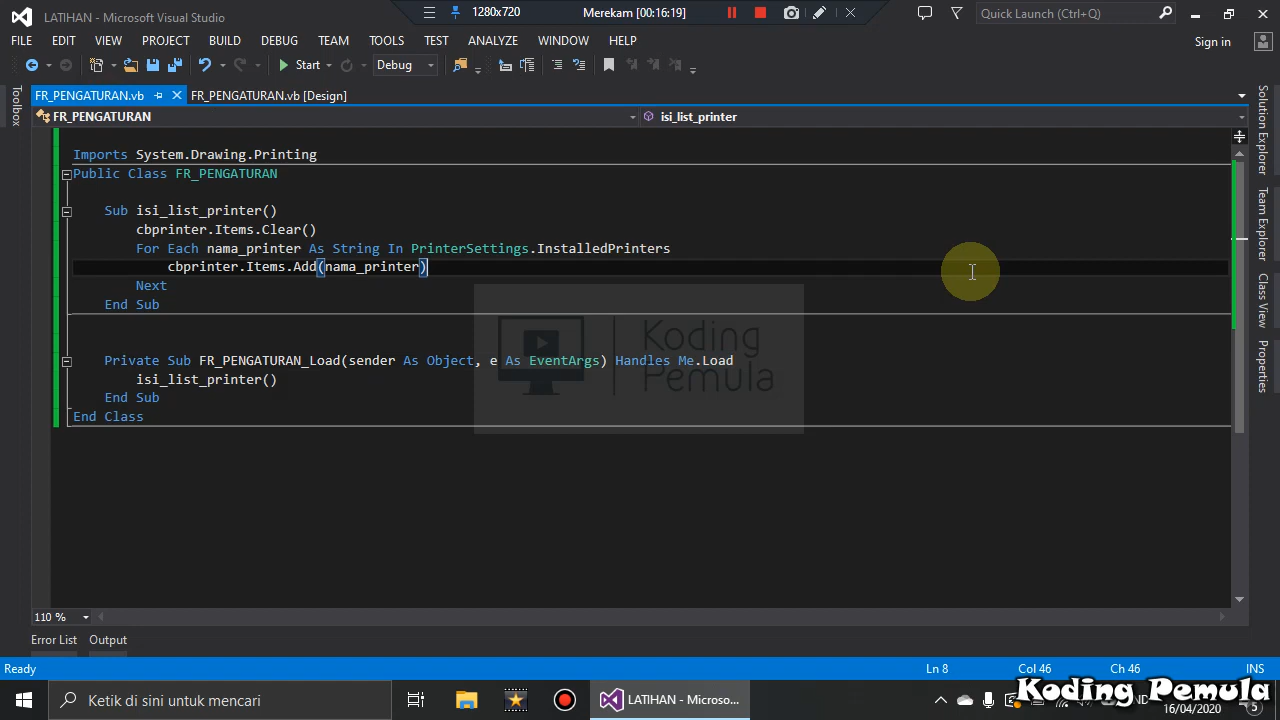 LATIHAN - Microsoft Visual Studio
1280x720
Merekam [00:16:19]
Quick Launch (Ctrl+Q)
FILE EDIT VIEW PROJECT BUILD DEBUG TEAM TOOLS TEST ANALYZE WINDOW HELP
Sign in
Start
Debug
Toolbox
FR_PENGATURAN.vb
FR_PENGATURAN.vb [Design]
FR_PENGATURAN
isi_list_printer
Imports System.Drawing.Printing
Public Class FR_PENGATURAN
Sub isi_list_printer()
cbprinter.Items.Clear()
For Each nama_printer As String In PrinterSettings.InstalledPrinters
cbprinter.Items.Add(nama_printer)
Next
End Sub
Private Sub FR_PENGATURAN_Load(sender As Object, e As EventArgs) Handles Me.Load
isi_list_printer()
End Sub
End Class
Koding
Pemula
Solution Explorer
Team Explorer
Class View
Properties
110 %
Error List
Output
Ready
Ln 8
Col 46
Ch 46
INS
Ketik di sini untuk mencari
LATIHAN - Microso...
Koding Pemula
16/04/2020
5